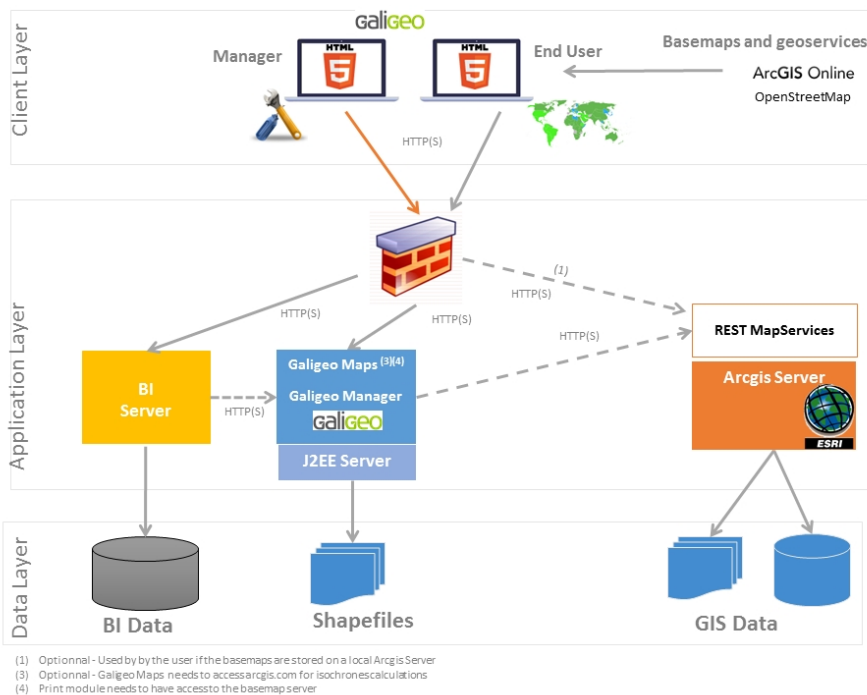 Client Layer
GALIGEO
Manager
HTML
5
HTML
5
End User
Basemaps and geoservices
ArcGIS Online
OpenStreetMap
HTTP(S)
Application Layer
(1)
HTTP(S)
HTTP(S)
HTTP(S)
HTTP(S)
REST MapServices
BI
Server
HTTP(S)
Galigeo Maps (3)(4)
Galigeo Manager
GALIGEO
J2EE Server
Arcgis Server
ESRI
Data Layer
BI Data
Shapefiles
GIS Data
(1) Optionnal - Used by by the user if the basemaps are stored on a local Arcgis Server
(3) Optionnal - Galigeo Maps needs to access arcgis.com for isochrones calculations
(4) Print module needs to have access to the basemap server